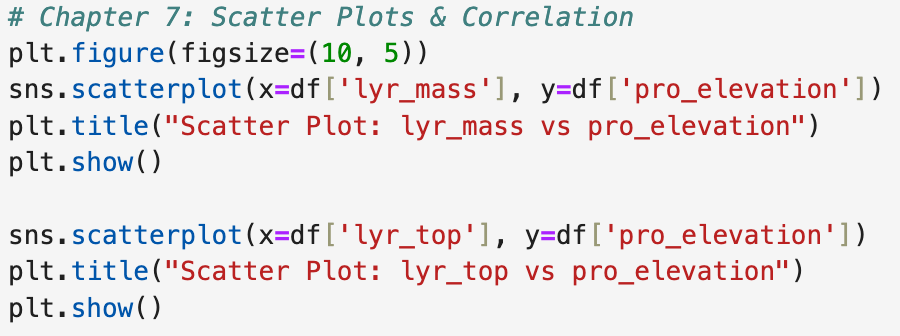 # Chapter 7: Scatter Plots & Correlation
plt.figure(figsize=(10, 5))
sns.scatterplot(x=df['lyr_mass'], y=df['pro_elevation'])
plt.title("Scatter Plot: lyr_mass vs pro_elevation")
plt.show()

sns.scatterplot(x=df['lyr_top'], y=df['pro_elevation'])
plt.title("Scatter Plot: lyr_top vs pro_elevation")
plt.show()